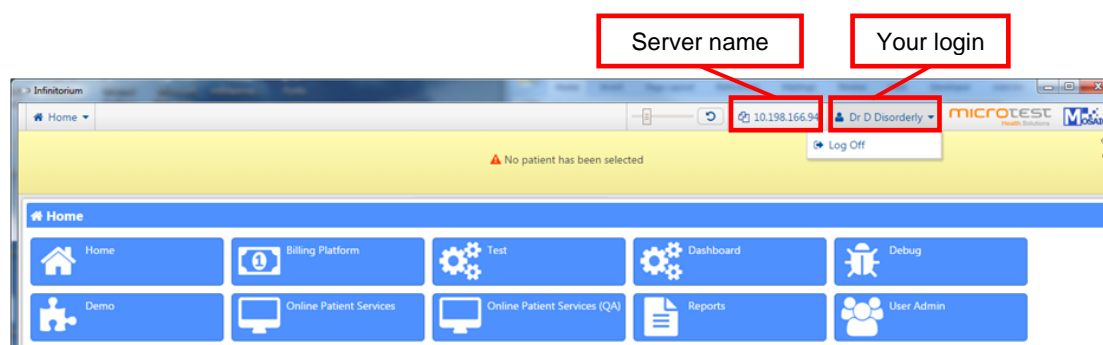 Server name
Your login
Infinitorium
Home
10.198.166.94
Dr D Disorderly
microtest
Health Solutions
Log Off
No patient has been selected
Home
Home
Billing Platform
Test
Dashboard
Debug
Demo
Online Patient Services
Online Patient Services (QA)
Reports
User Admin